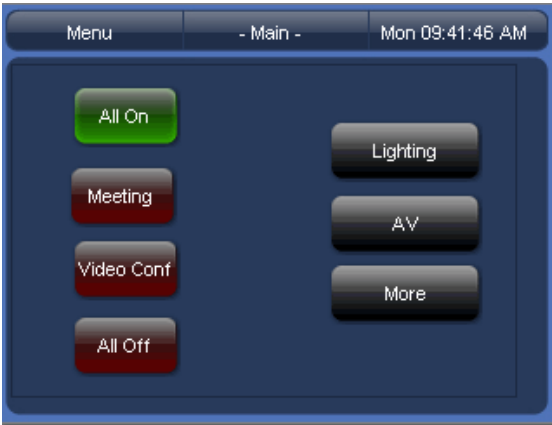 Menu
- Main -
Mon 09:41:46 AM
All On
Meeting
Video Conf
All Off
Lighting
AV
More